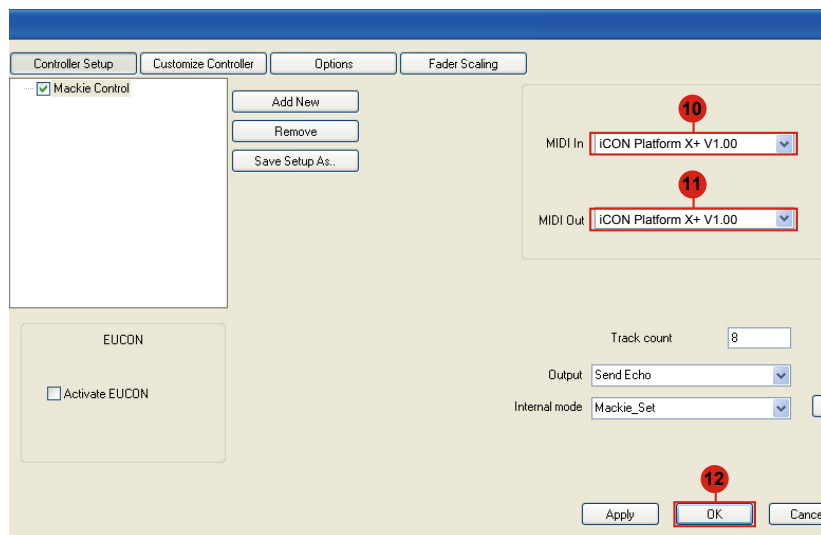 Controller Setup
Customize Controller
Options
Fader Scaling
Mackie Control
Add New
Remove
Save Setup As..
10
MIDI In
iCON Platform X+ V1.00
11
MIDI Out
iCON Platform X+ V1.00
EUCON
Activate EUCON
Track count
8
Output
Send Echo
Internal mode
Mackie_Set
12
Apply
OK
Cance